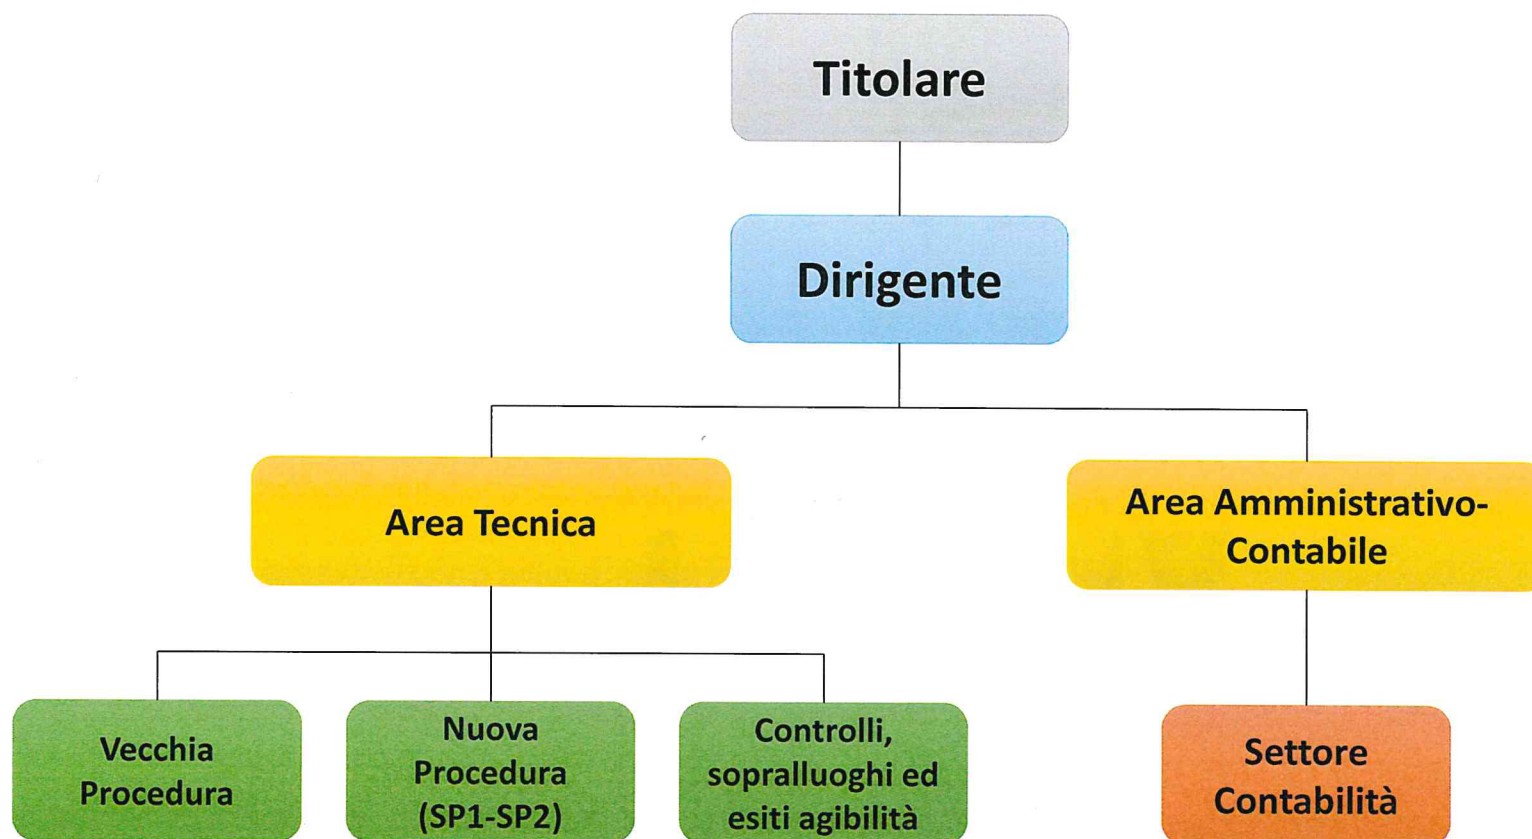 Titolare
Dirigente
Area Tecnica
Area Amministrativo-
Contabile
Vecchia
Procedura
Nuova
Procedura
(SP1-SP2)
Controlli,
sopralluoghi ed
esiti agibilità
Settore
Contabilità